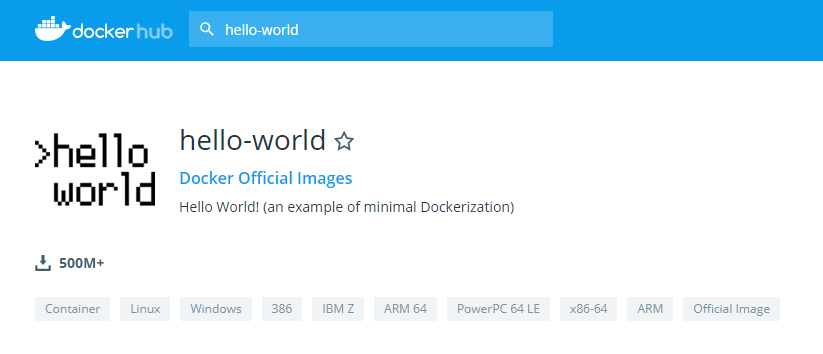 docker hub
hello-world
>hello
world
hello-world
Docker Official Images
Hello World! (an example of minimal Dockerization)
500M+
Container Linux Windows 386 IBM Z ARM 64 PowerPC 64 LE x86-64 ARM Official Image